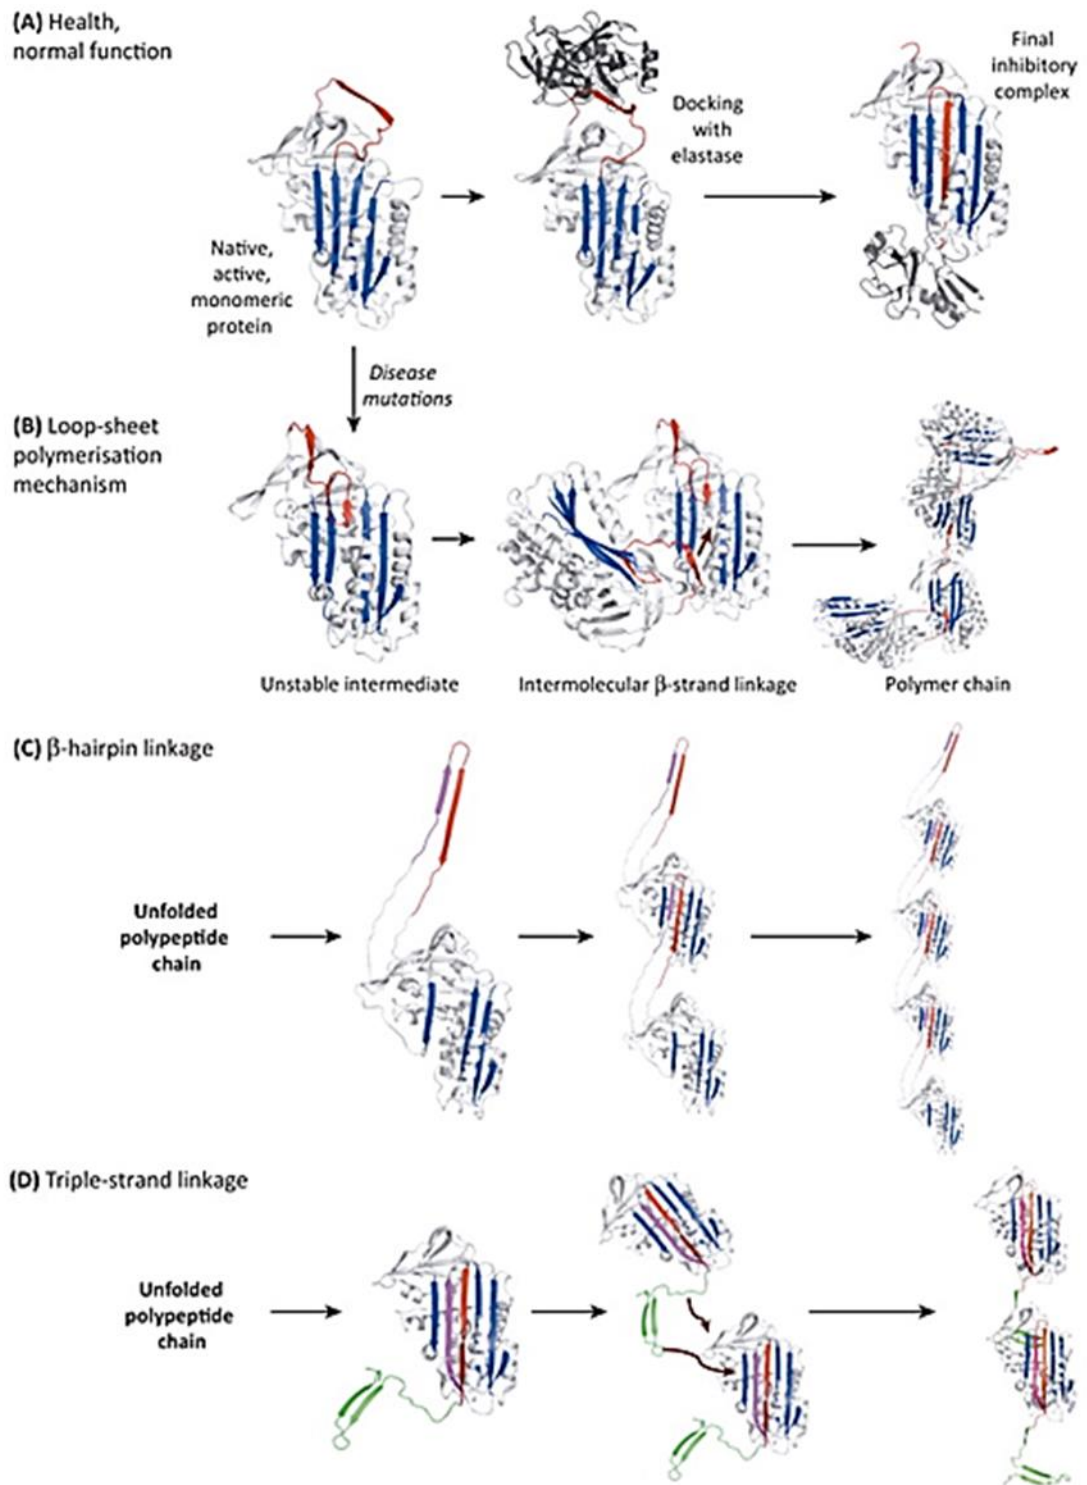 (A) Health,
normal function
Native,
active,
monomeric
protein
Docking
with
elastase
Final
inhibitory
complex
Disease
mutations
(B) Loop-sheet
polymerisation
mechanism
Unstable intermediate
Intermolecular β-strand linkage
Polymer chain
(C) β-hairpin linkage
Unfolded
polypeptide
chain
(D) Triple-strand linkage
Unfolded
polypeptide
chain